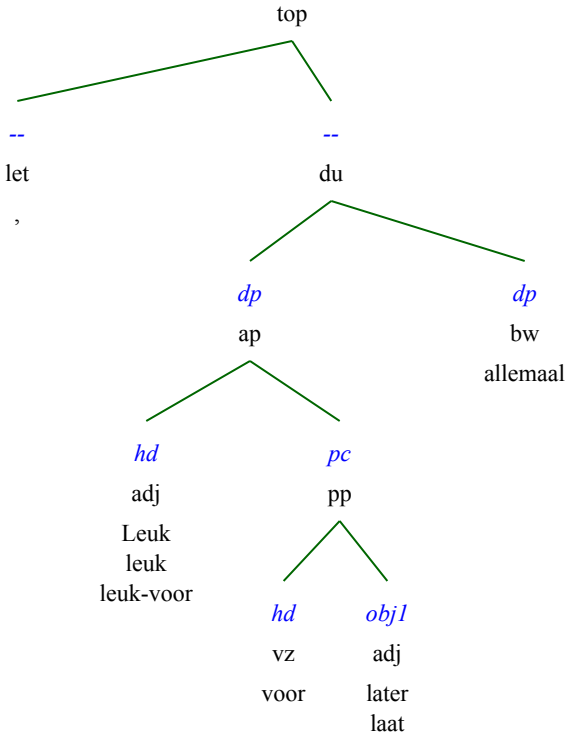 top
-- --
let du
,
dp dp
ap bw
allemaal
hd pc
adj pp
Leuk
leuk
leuk-voor
hd obj1
vz adj
voor later
laat